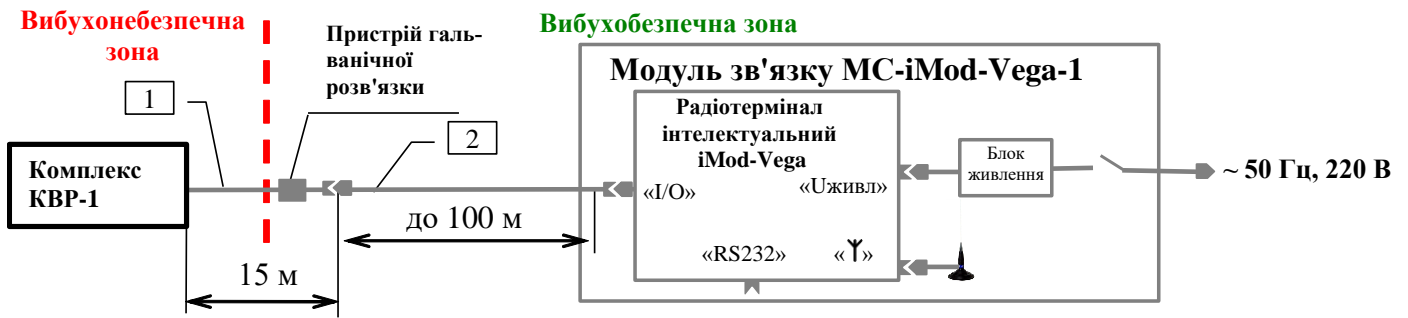 Вибухонебезпечна
зона
Вибухобезпечна зона
Пристрій галь-
ванічної
розв'язки
Модуль зв'язку MC-iMod-Vega-1
Радіотермінал
інтелектуальний
iMod-Vega
1
2
Комплекс
КВР-1
Блок
живлення
~ 50 Гц, 220 В
«I/O»
«Uживл»
до 100 м
«RS232»
«Y»
15 м